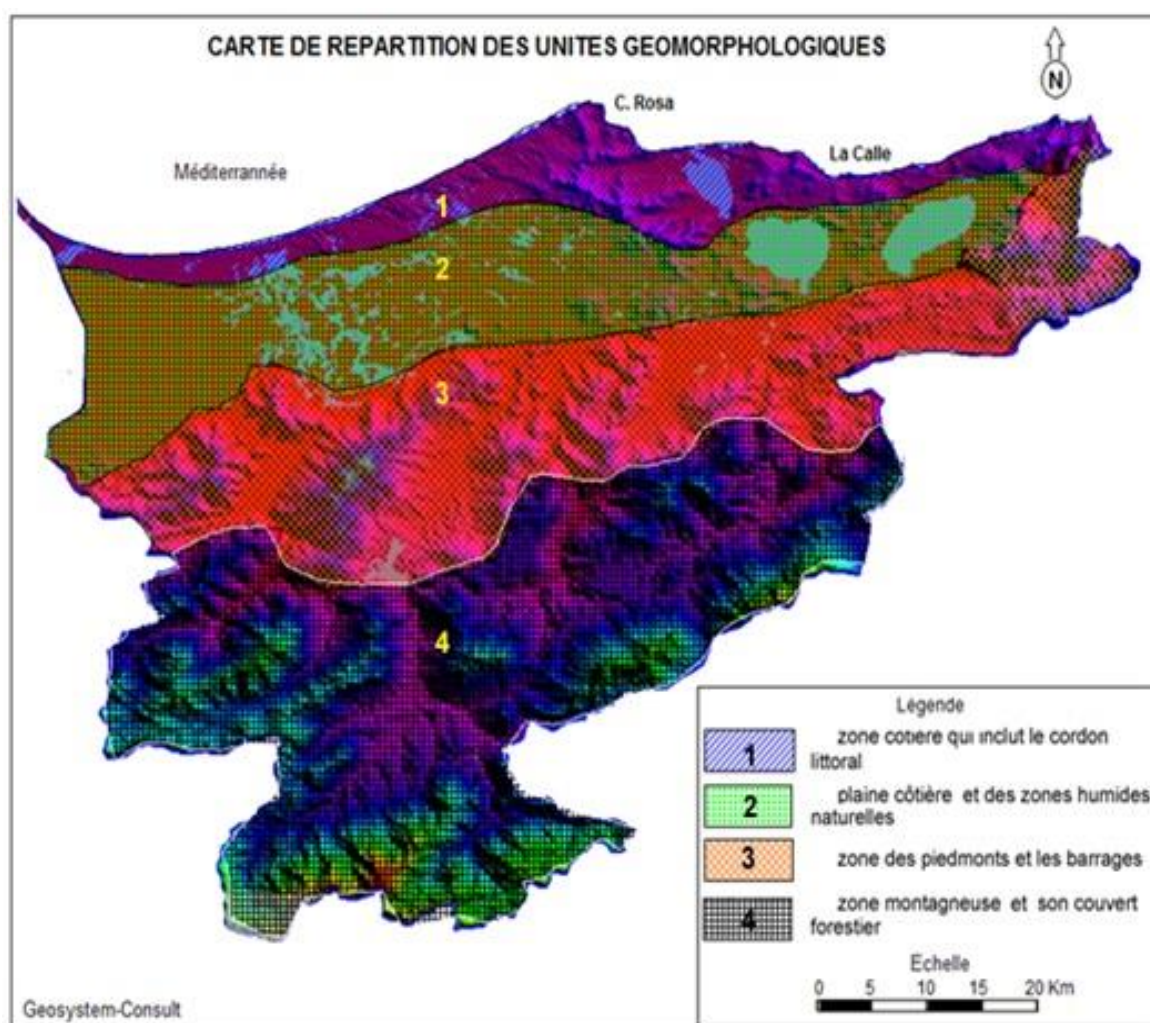 CARTE DE REPARTITION DES UNITES GEOMORPHOLOGIQUES
N
C. Rosa
La Calle
Méditerrannée
1
2
3
4
Légende
1 zone cotière qui inclut le cordon
littoral
2 plaine côtière et des zones humides
naturelles
3 zone des piedmonts et les barrages
4 zone montagneuse et son couvert
forestier
Echelle
0 5 10 15 20 Km
Geosystem-Consult